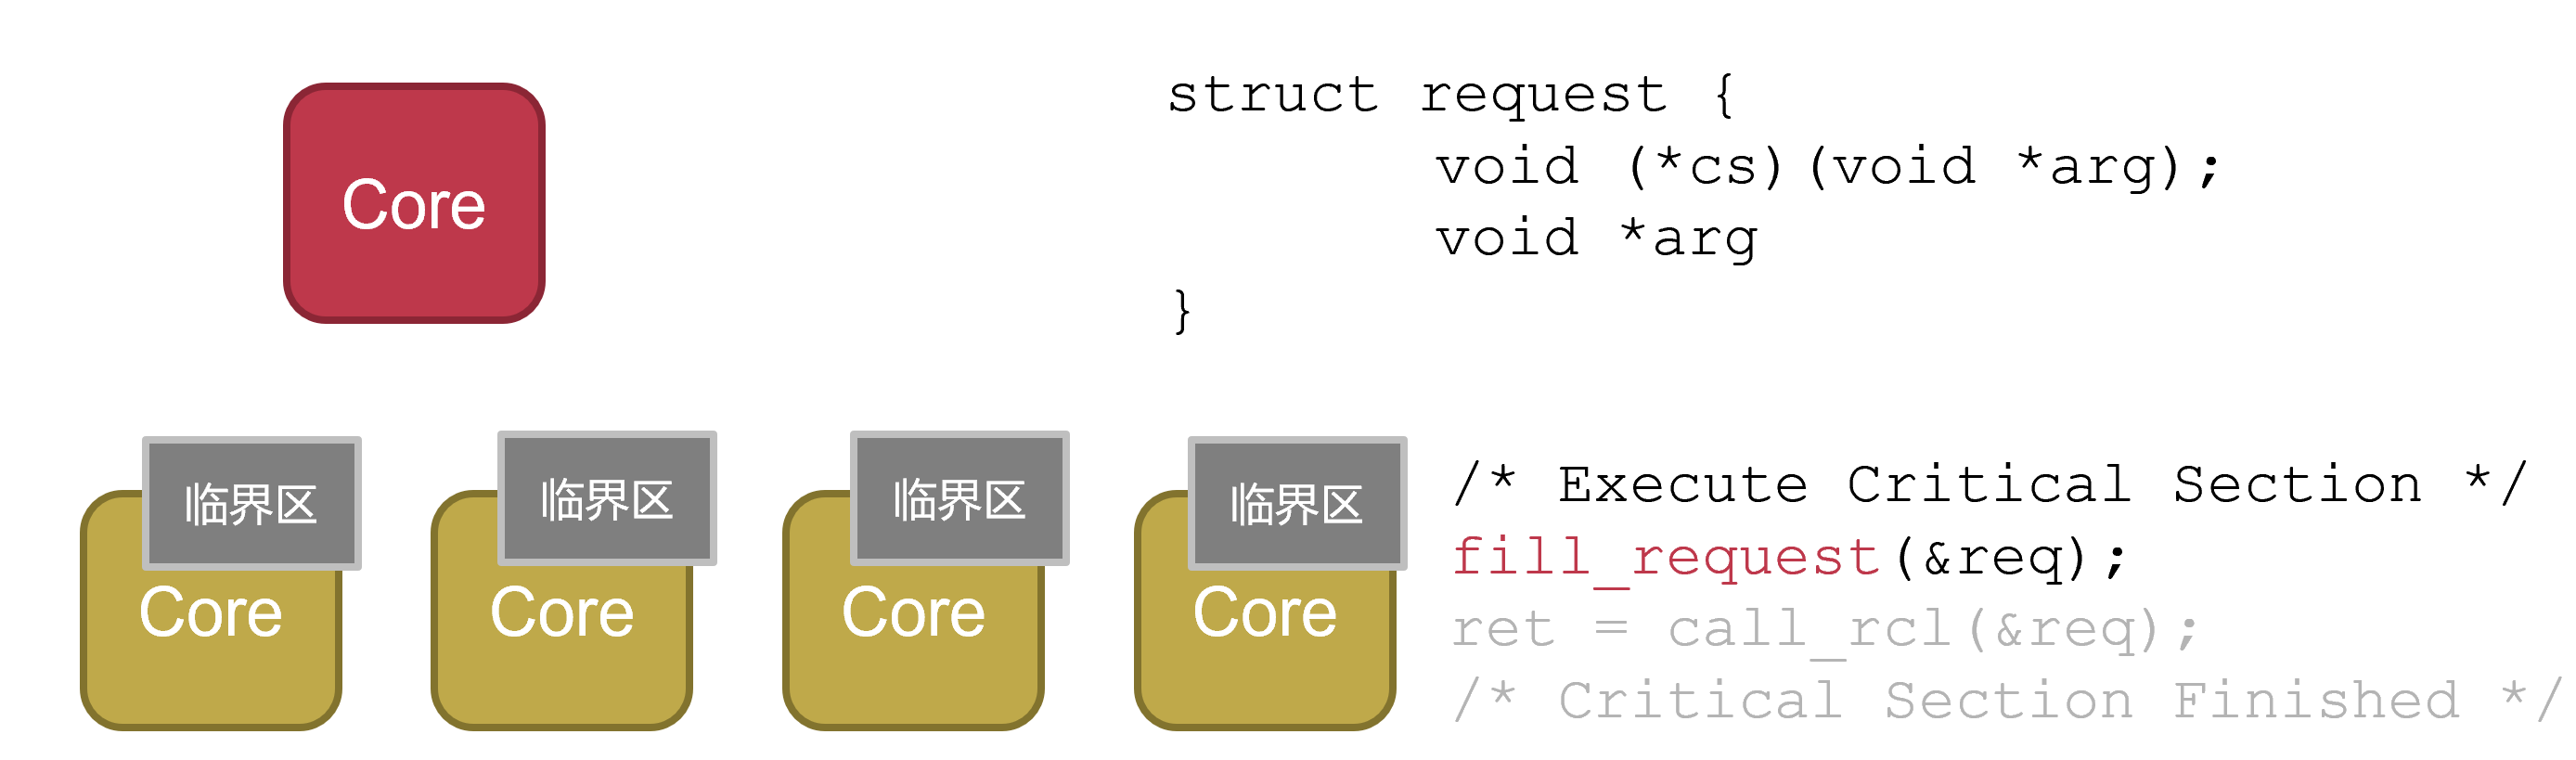 Core
struct request {
void (*cs)(void *arg);
void *arg
}
临界区
Core
临界区
Core
临界区
Core
临界区
Core
/* Execute Critical Section */
fill_request(&req);
ret = call_rcl(&req);
/* Critical Section Finished */